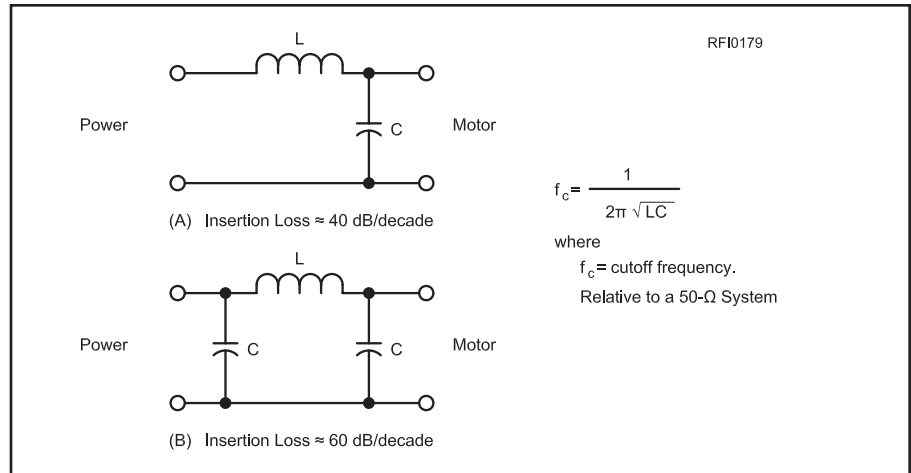 RFI0179
L
Power
C
Motor
(A) Insertion Loss ≈ 40 dB/decade
L
Power
C
C
Motor
(B) Insertion Loss ≈ 60 dB/decade
f_c = 1 / 2π √LC
where
f_c = cutoff frequency.
Relative to a 50-Ω System